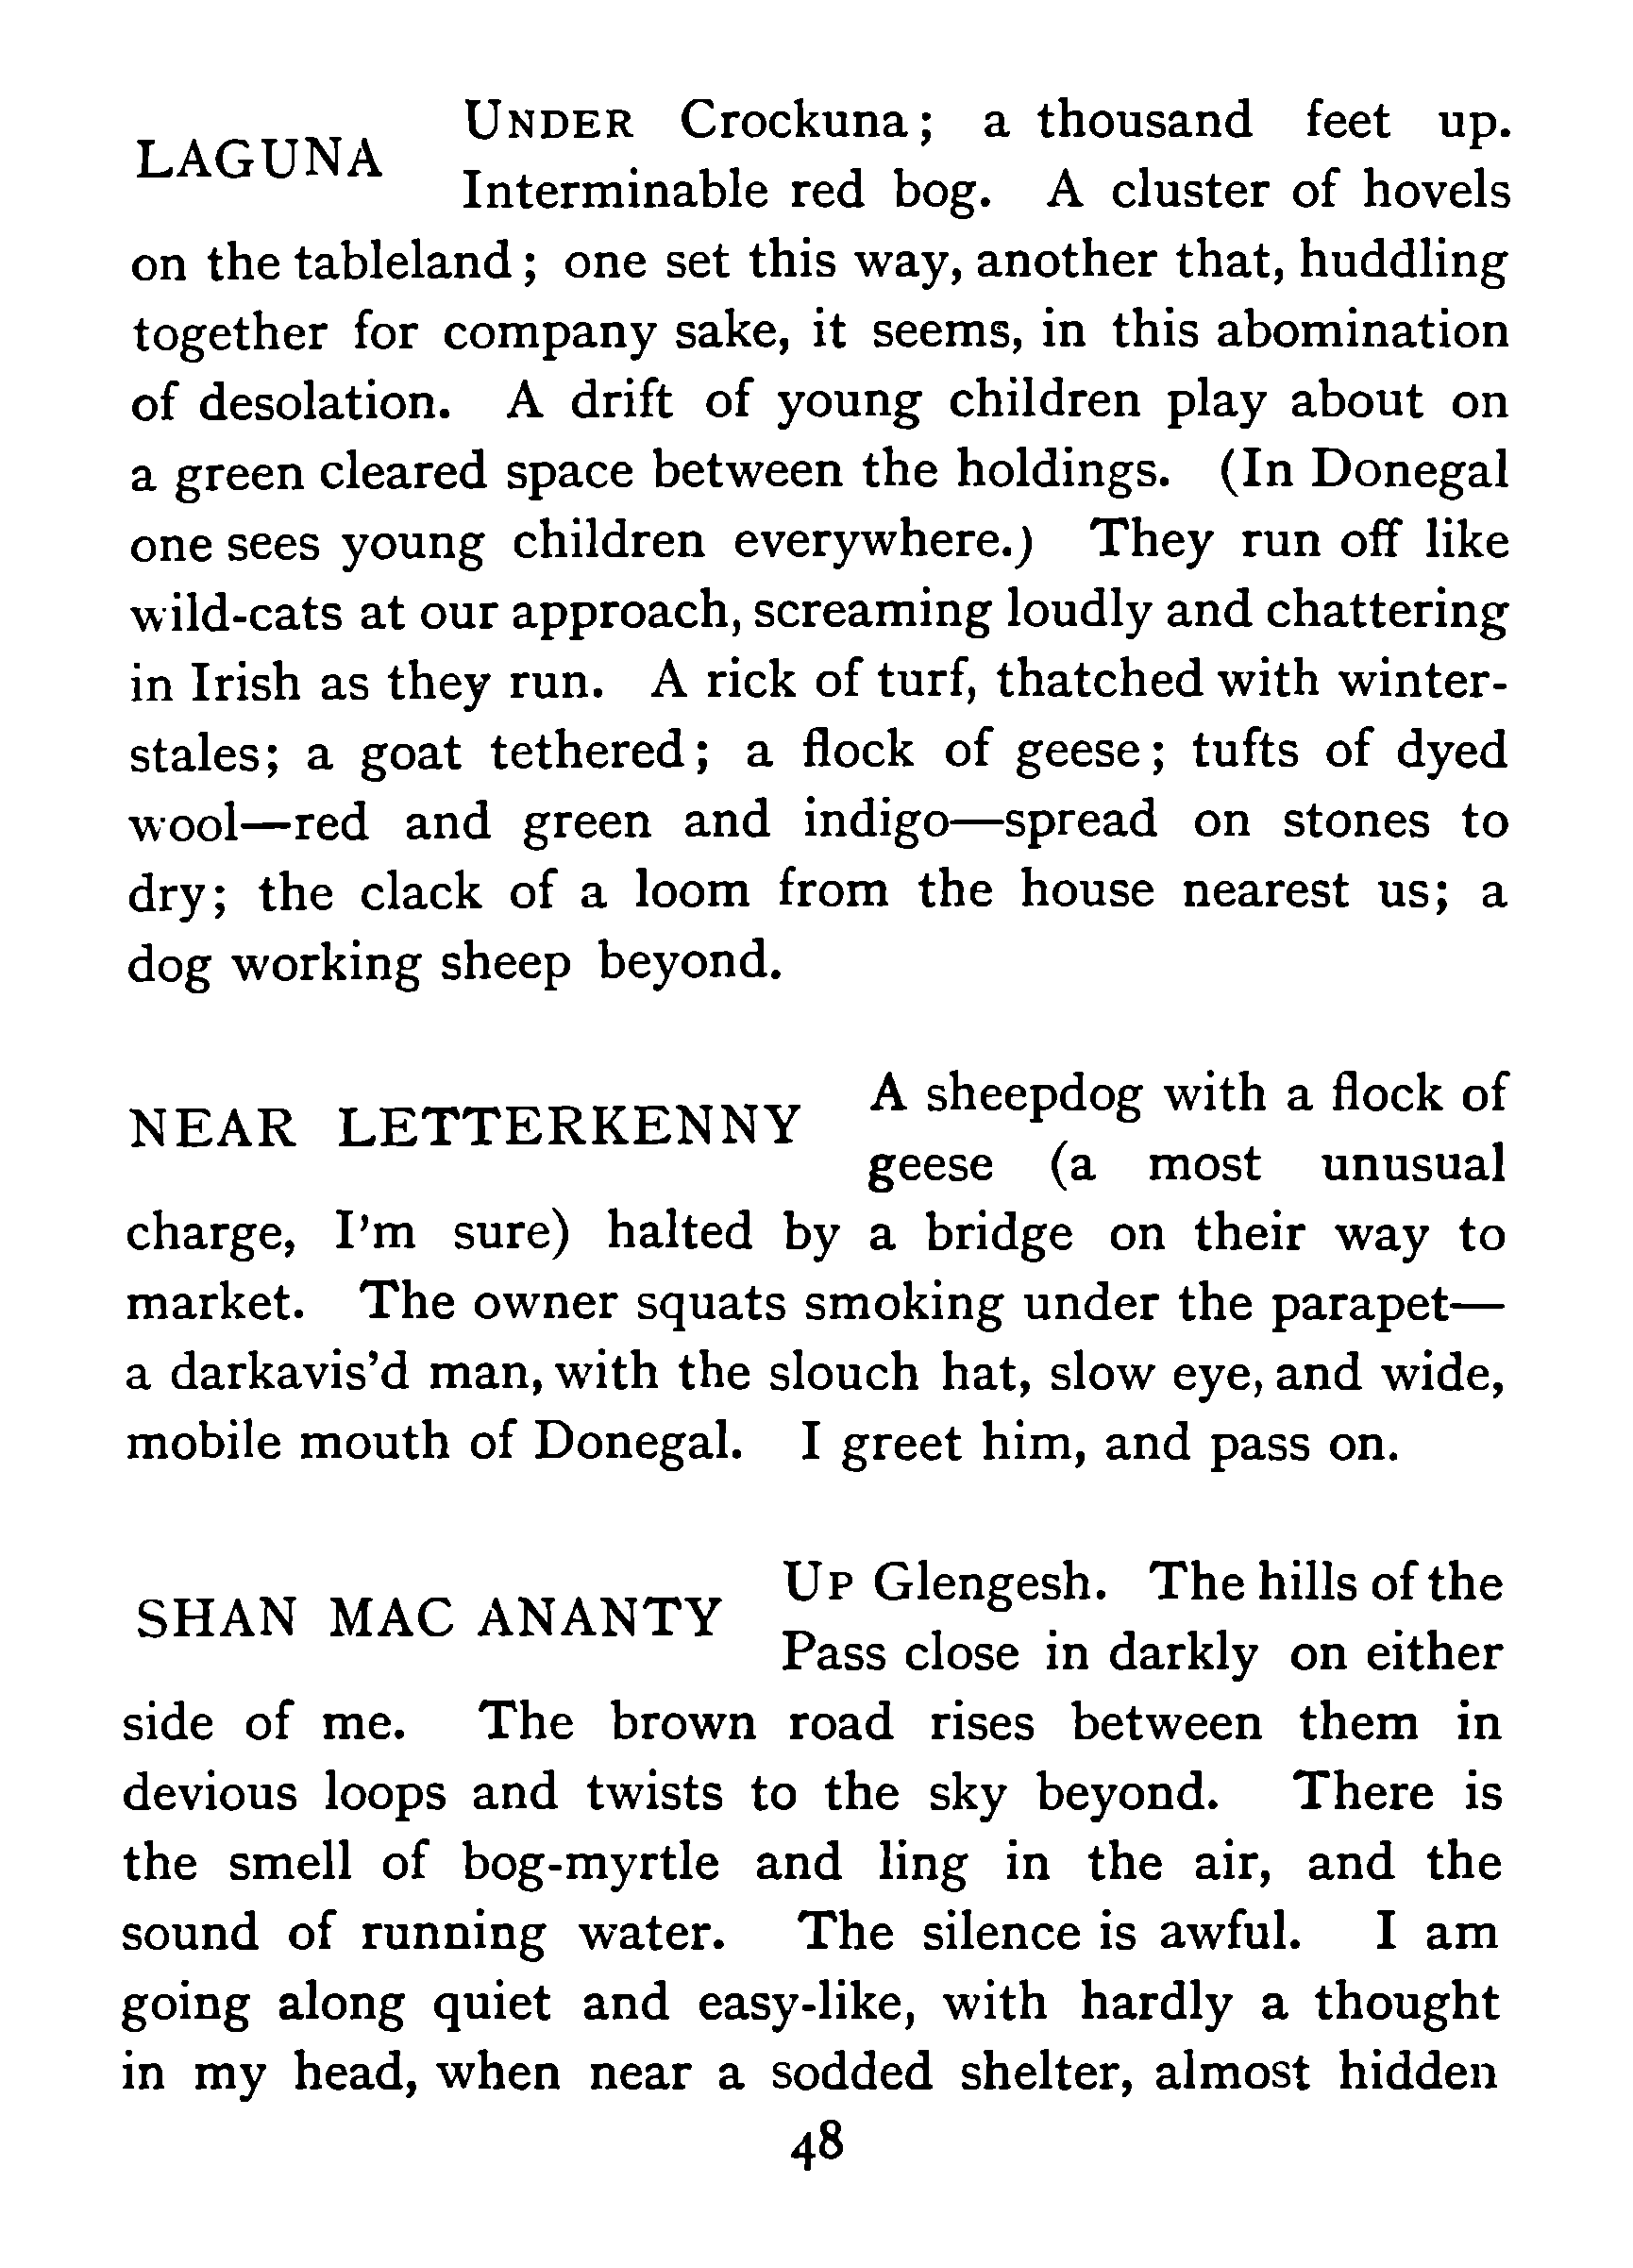 LAGUNA
UNDER Crockuna; a thousand feet up.
Interminable red bog. A cluster of hovels
on the tableland; one set this way, another that, huddling
together for company sake, it seems, in this abomination
of desolation. A drift of young children play about on
a green cleared space between the holdings. (In Donegal
one sees young children everywhere.) They run off like
wild-cats at our approach, screaming loudly and chattering
in Irish as they run. A rick of turf, thatched with winter-
stales; a goat tethered; a flock of geese; tufts of dyed
wool—red and green and indigo—spread on stones to
dry; the clack of a loom from the house nearest us; a
dog working sheep beyond.
NEAR LETTERKENNY
A sheepdog with a flock of
geese (a most unusual
charge, I'm sure) halted by a bridge on their way to
market. The owner squats smoking under the parapet—
a darkavis'd man, with the slouch hat, slow eye, and wide,
mobile mouth of Donegal. I greet him, and pass on.
SHAN MAC ANANTY
UP Glengesh. The hills of the
Pass close in darkly on either
side of me. The brown road rises between them in
devious loops and twists to the sky beyond. There is
the smell of bog-myrtle and ling in the air, and the
sound of running water. The silence is awful. I am
going along quiet and easy-like, with hardly a thought
in my head, when near a sodded shelter, almost hidden
48